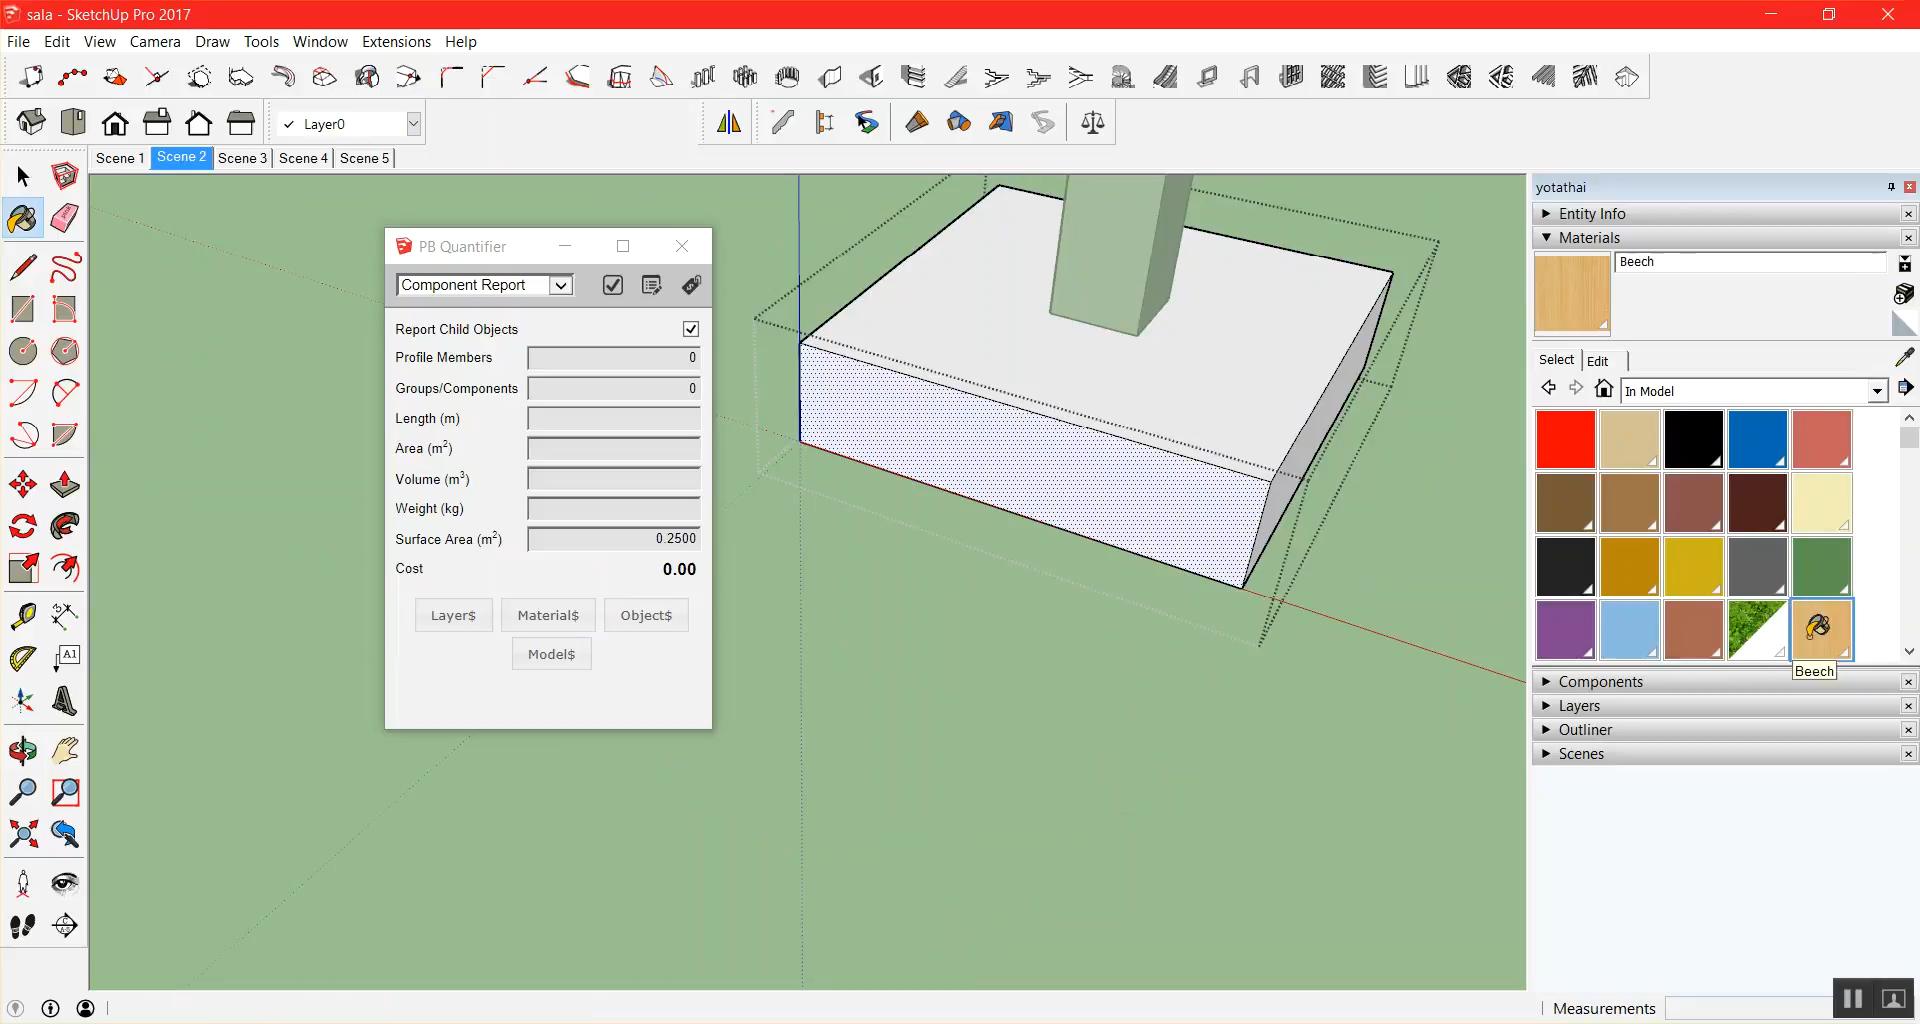 sala - SketchUp Pro 2017
File Edit View Camera Draw Tools Window Extensions Help
Layer0
Scene 1 Scene 2 Scene 3 Scene 4 Scene 5
PB Quantifier
Component Report
Report Child Objects
Profile Members 0
Groups/Components 0
Length (m)
Area (m²)
Volume (m³)
Weight (kg)
Surface Area (m²) 0.2500
Cost 0.00
Layer$ Material$ Object$
Model$
yotathai
Entity Info
Materials
Beech
Select Edit
In Model
Beech
Components
Layers
Outliner
Scenes
A1
Measurements